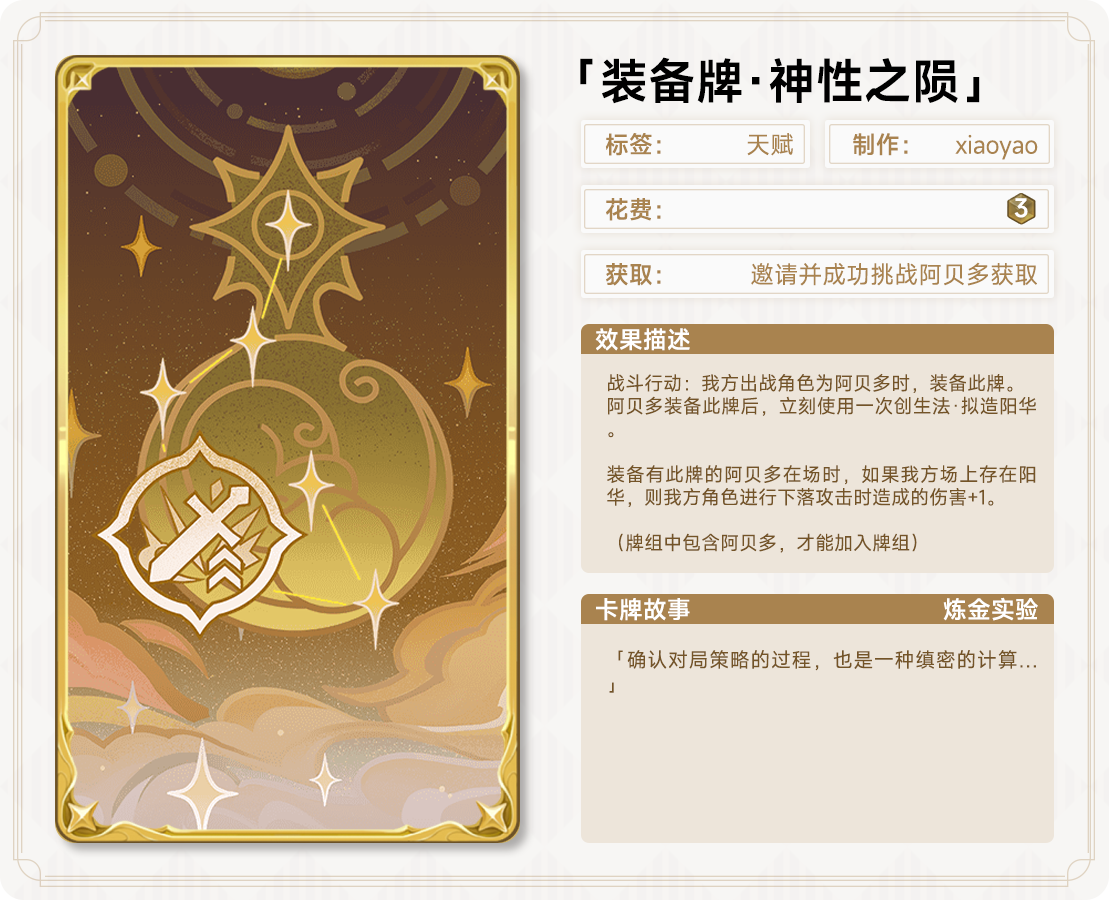 「装备牌·神性之陨」
标签： 天赋
制作： xiaoyao
花费： 3
获取： 邀请并成功挑战阿贝多获取
效果描述
战斗行动：我方出战角色为阿贝多时，装备此牌。
阿贝多装备此牌后，立刻使用一次创生法·拟造阳华
。
装备有此牌的阿贝多在场时，如果我方场上存在阳
华，则我方角色进行下落攻击时造成的伤害+1。
（牌组中包含阿贝多，才能加入牌组）
卡牌故事 炼金实验
「确认对局策略的过程，也是一种缜密的计算…
」